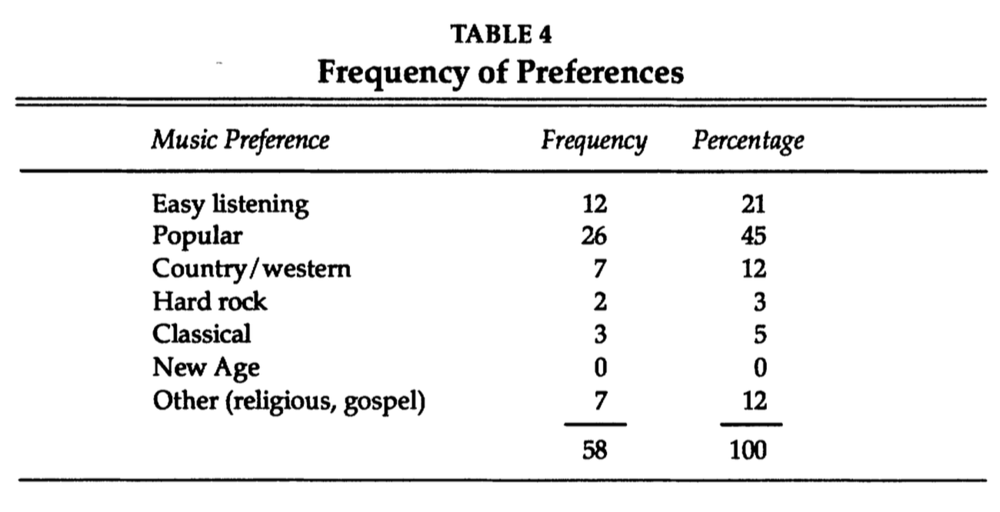 TABLE 4
Frequency of Preferences
Music Preference Frequency Percentage
Easy listening 12 21
Popular 26 45
Country/western 7 12
Hard rock 2 3
Classical 3 5
New Age 0 0
Other (religious, gospel) 7 12
58 100